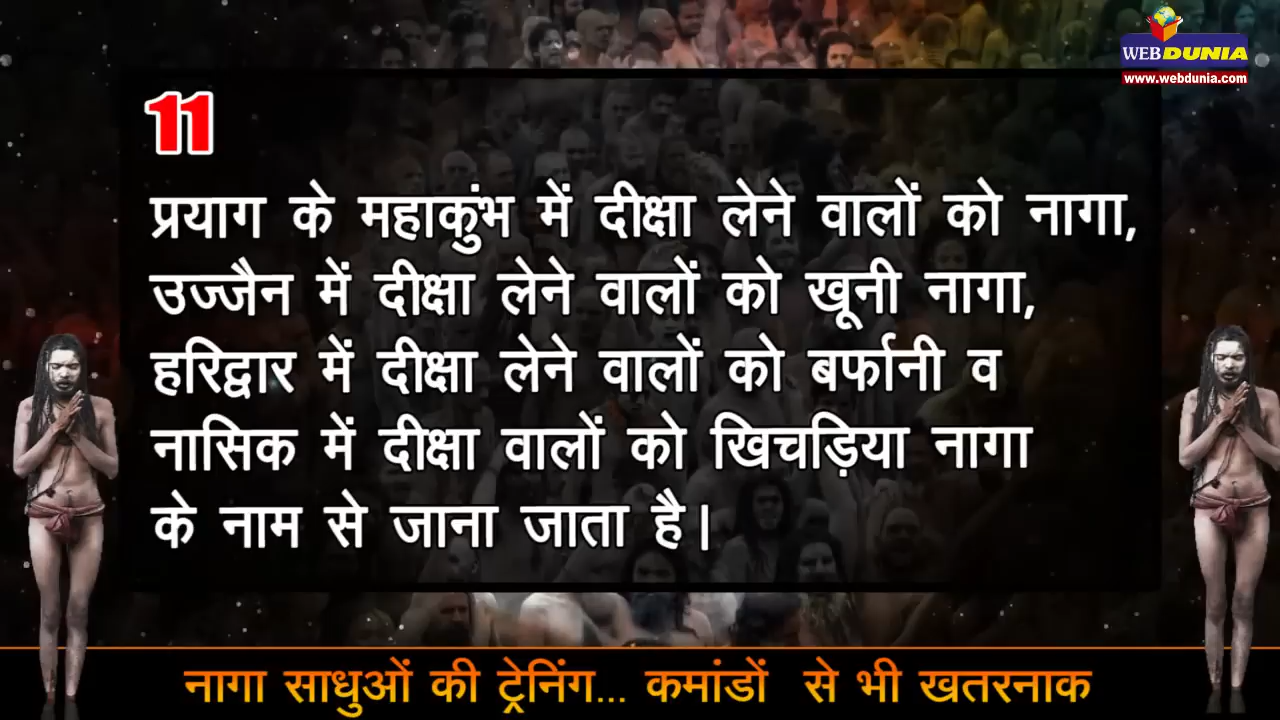 WEBDUNIA
www.webdunia.com
11
प्रयाग के महाकुंभ में दीक्षा लेने वालों को नागा,
उज्जैन में दीक्षा लेने वालों को खूनी नागा,
हरिद्वार में दीक्षा लेने वालों को बर्फानी व
नासिक में दीक्षा वालों को खिचड़िया नागा
के नाम से जाना जाता है|
नागा साधुओं की ट्रेनिंग... कमांडों से भी खतरनाक